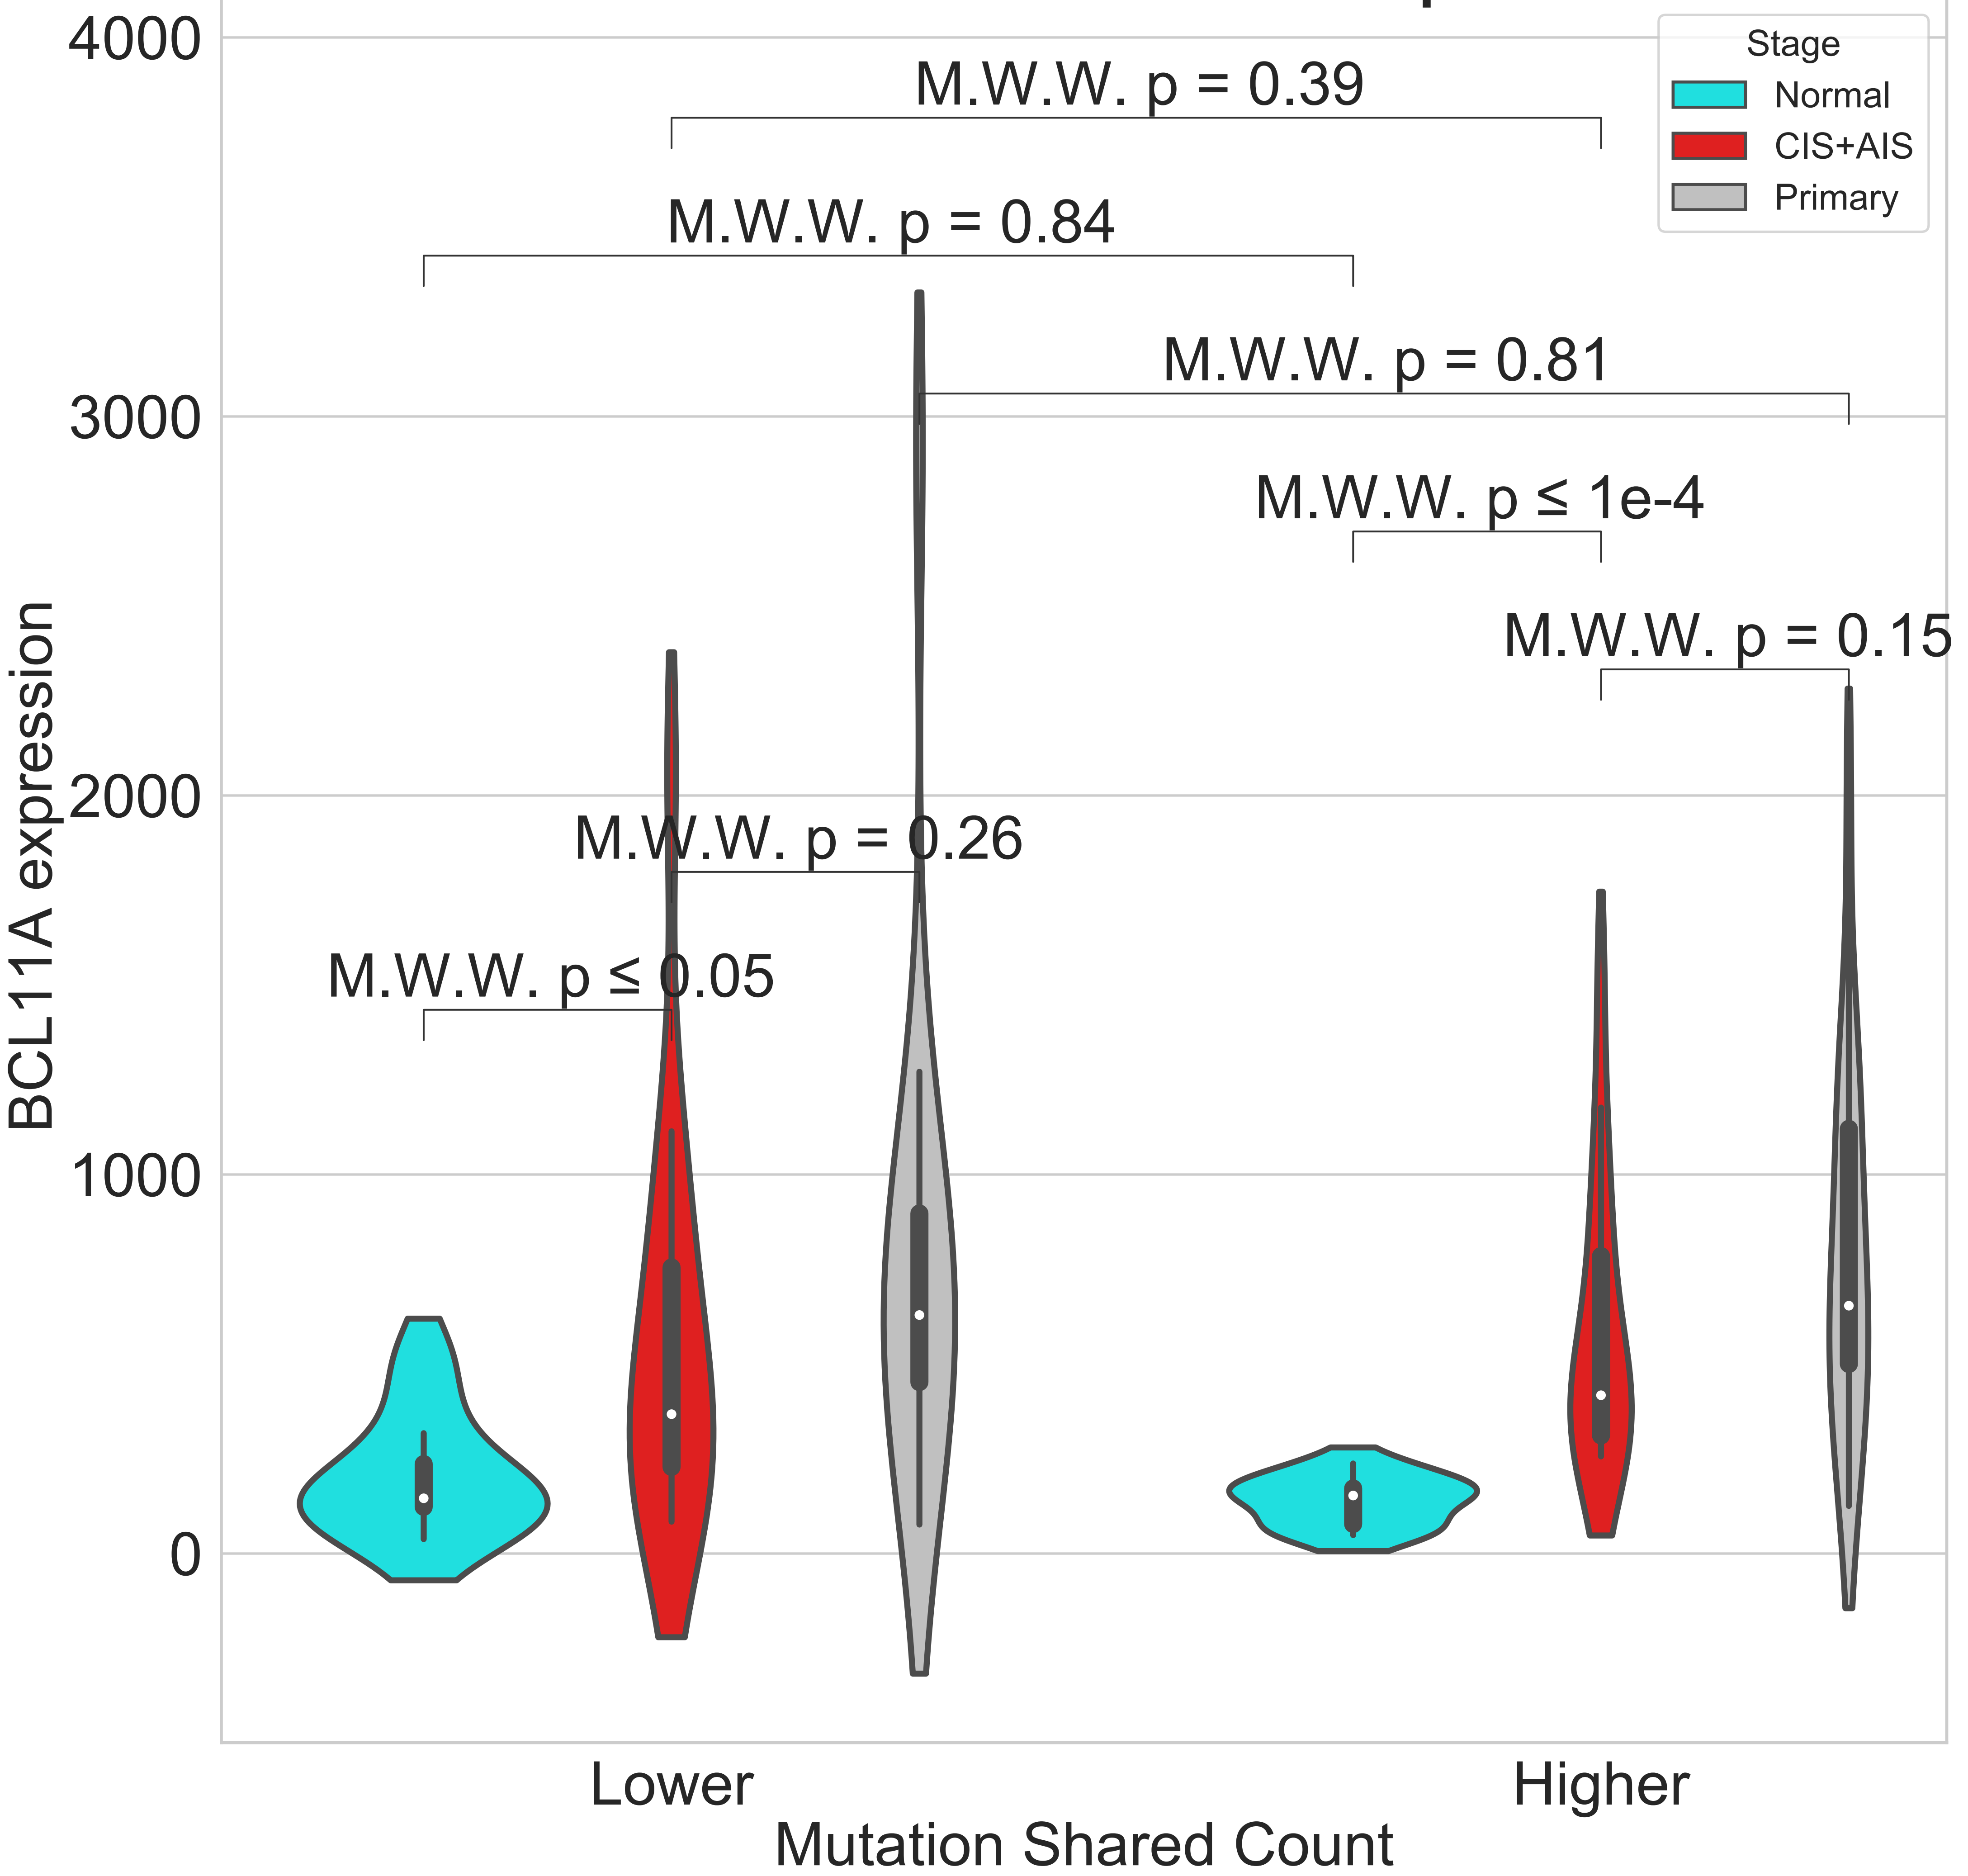 4000
3000
2000
1000
0
BCL11A expression
M.W.W. p = 0.39
M.W.W. p = 0.84
M.W.W. p = 0.81
M.W.W. p ≤ 1e-4
M.W.W. p = 0.15
M.W.W. p = 0.26
M.W.W. p ≤ 0.05
Stage
Normal
CIS+AIS
Primary
Lower
Higher
Mutation Shared Count